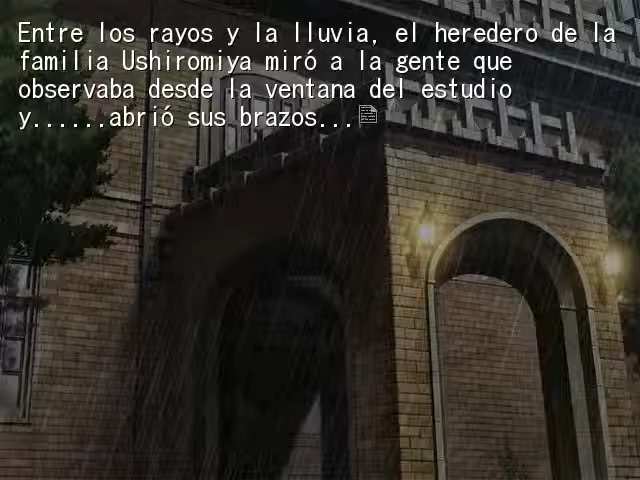 Entre los rayos y la lluvia, el heredero de la
familia Ushiromiya miró a la gente que
observaba desde la ventana del estudio
y......abrió sus brazos...